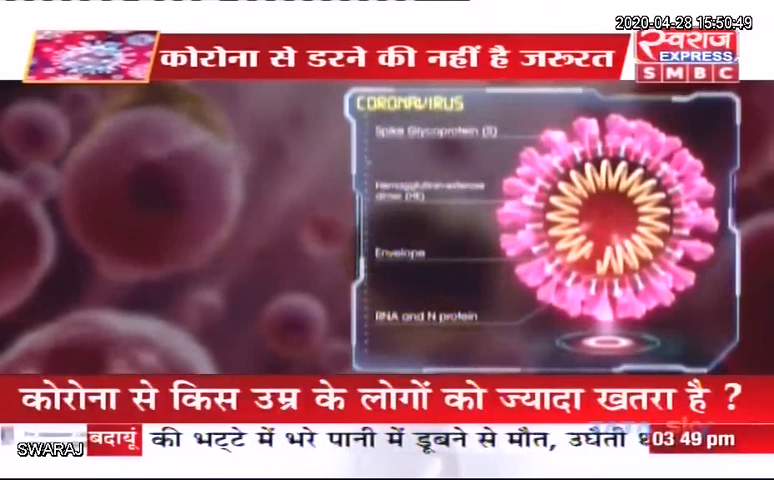 2020-04-28 15:50:49
कोरोना से डरने की नहीं है जरूरत
स्वराज
EXPRESS
SMBC
CORONAVIRUS
Spike Glycoprotein (S)
Hemagglutinin-esterase
dimer (HE)
Envelope
RNA and N protein
कोरोना से किस उम्र के लोगों को ज्यादा खतरा है ?
बदायूं की भट्टे में भरे पानी में डूबने से मौत, उघैती
03:49 pm
SWARAJ